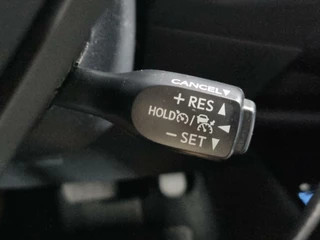 CANCEL▼
+RES▲
HOLD/◀
−SET▼